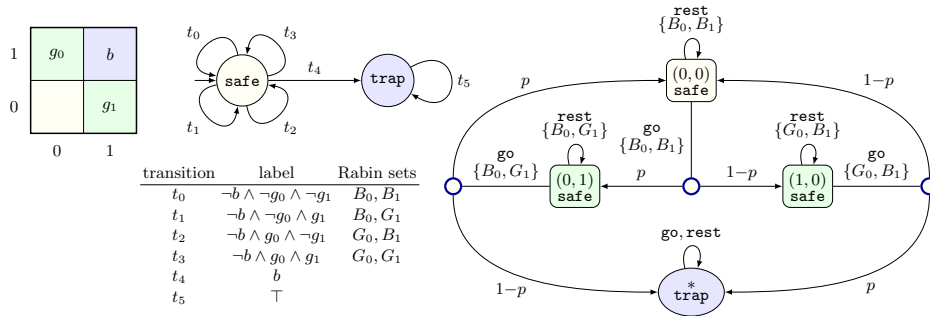 1
0
g₀
b
g₁
0
1
t₀
t₃
t₁
t₂
safe
t₄
trap
t₅
transition label Rabin sets
t₀ ¬b ∧ ¬g₀ ∧ ¬g₁ B₀, B₁
t₁ ¬b ∧ ¬g₀ ∧ g₁ B₀, G₁
t₂ ¬b ∧ g₀ ∧ ¬g₁ G₀, B₁
t₃ ¬b ∧ g₀ ∧ g₁ G₀, G₁
t₄ b
t₅ ⊤
rest
{B₀, B₁}
(0, 0)
safe
p
1−p
go
{B₀, G₁}
rest
{B₀, G₁}
(0, 1)
safe
go
{B₀, B₁}
p
1−p
rest
{G₀, B₁}
(1, 0)
safe
go
{G₀, B₁}
go, rest
*
trap
1−p
p